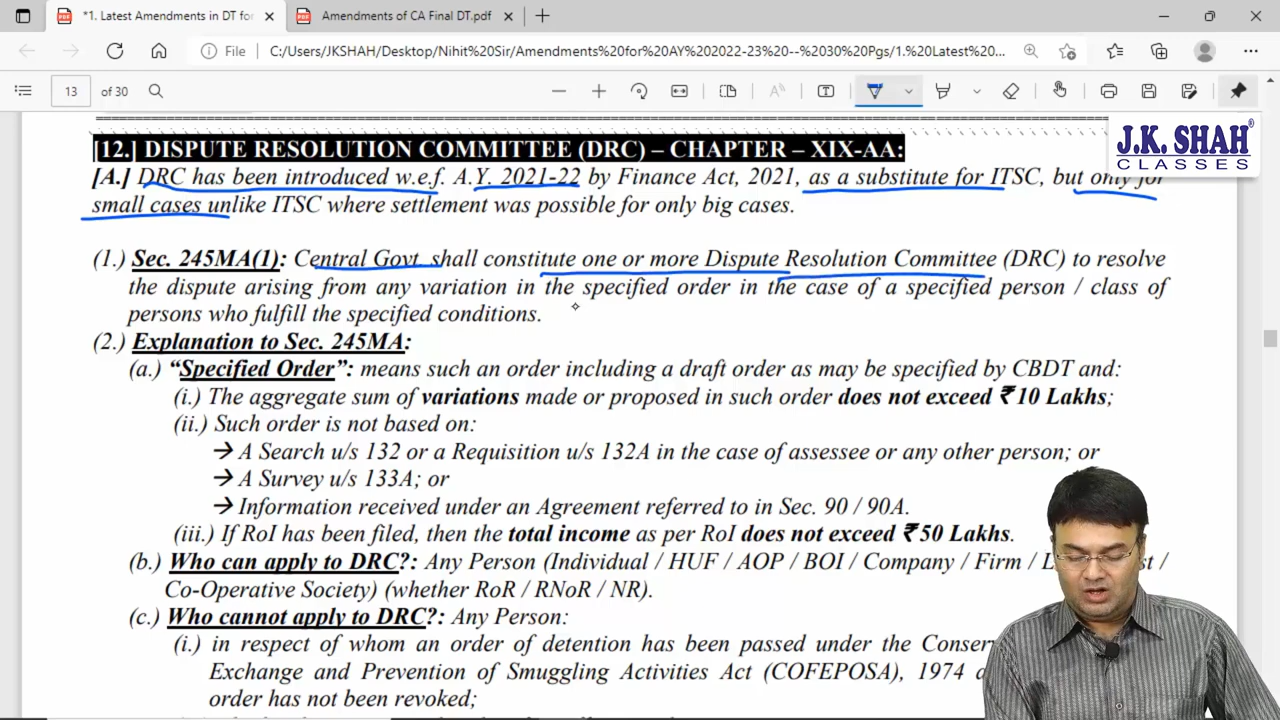 *1. Latest Amendments in DT for
Amendments of CA Final DT.pdf
File
C:/Users/JKSHAH/Desktop/Nihit%20Sir/Amendments%20for%20AY%202022-23%20--%2030%20Pgs/1.%20Latest%20...
13 of 30
J.K. SHAH®
CLASSES
[12.] DISPUTE RESOLUTION COMMITTEE (DRC) – CHAPTER – XIX-AA:
[A.] DRC has been introduced w.e.f. A.Y. 2021-22 by Finance Act, 2021, as a substitute for ITSC, but only for
small cases unlike ITSC where settlement was possible for only big cases.
(1.) Sec. 245MA(1): Central Govt shall constitute one or more Dispute Resolution Committee (DRC) to resolve
the dispute arising from any variation in the specified order in the case of a specified person / class of
persons who fulfill the specified conditions.
(2.) Explanation to Sec. 245MA:
(a.) “Specified Order”: means such an order including a draft order as may be specified by CBDT and:
(i.) The aggregate sum of variations made or proposed in such order does not exceed ₹ 10 Lakhs;
(ii.) Such order is not based on:
→ A Search u/s 132 or a Requisition u/s 132A in the case of assessee or any other person; or
→ A Survey u/s 133A; or
→ Information received under an Agreement referred to in Sec. 90 / 90A.
(iii.) If RoI has been filed, then the total income as per RoI does not exceed ₹ 50 Lakhs.
(b.) Who can apply to DRC?: Any Person (Individual / HUF / AOP / BOI / Company / Firm / /
Co-Operative Society) (whether RoR / RNoR / NR).
(c.) Who cannot apply to DRC?: Any Person:
(i.) in respect of whom an order of detention has been passed under the
Exchange and Prevention of Smuggling Activities Act (COFEPOSA), 1974
order has not been revoked;